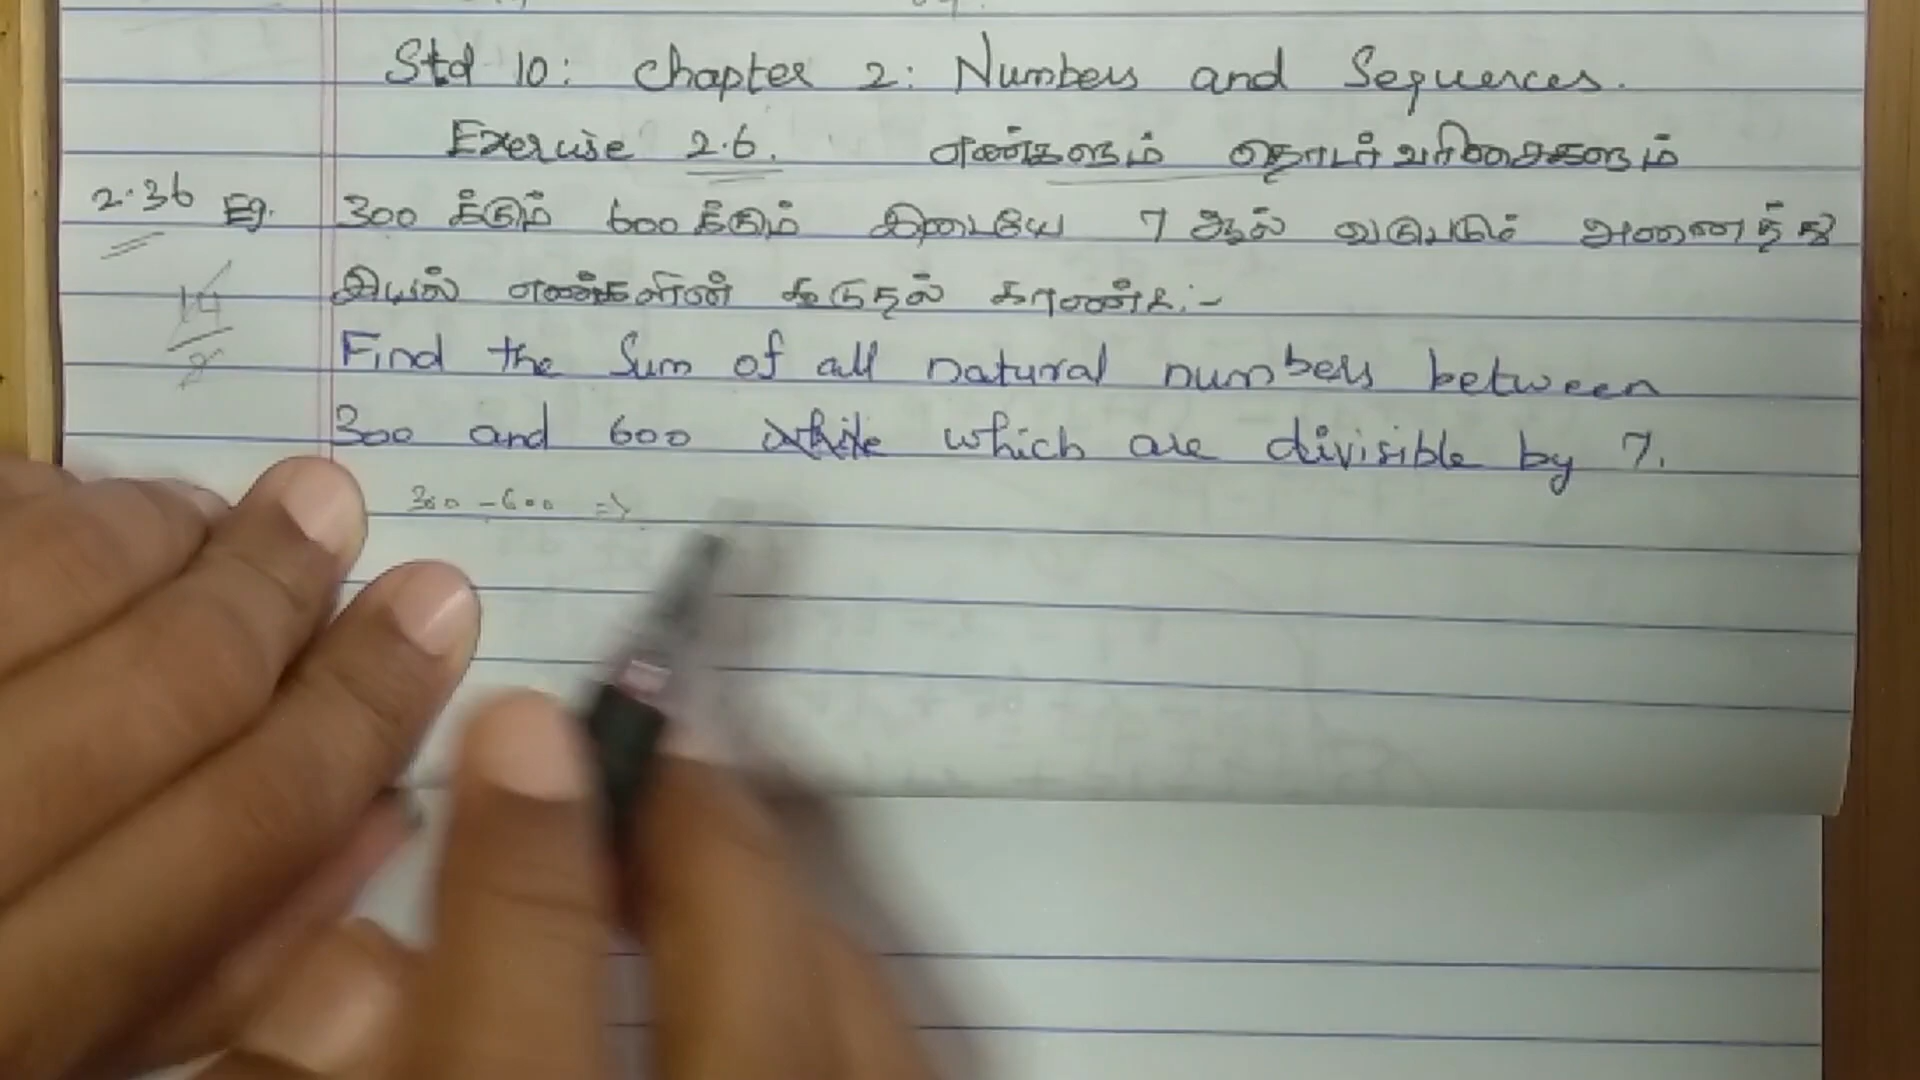 Std 10: Chapter 2: Numbers and Sequences.
Exercise 2.6. எண்களும் தொடர்வரிசைகளும்
2.36 Eg. 300 க்கும் 600க்கும் இடையே 7 ஆல் வகுபடும் அனைத்து
இயல் எண்களின் கூடுதல் காண்க:-
14
Find the Sum of all natural numbers between
300 and 600 which are divisible by 7.
300 - 600 =>